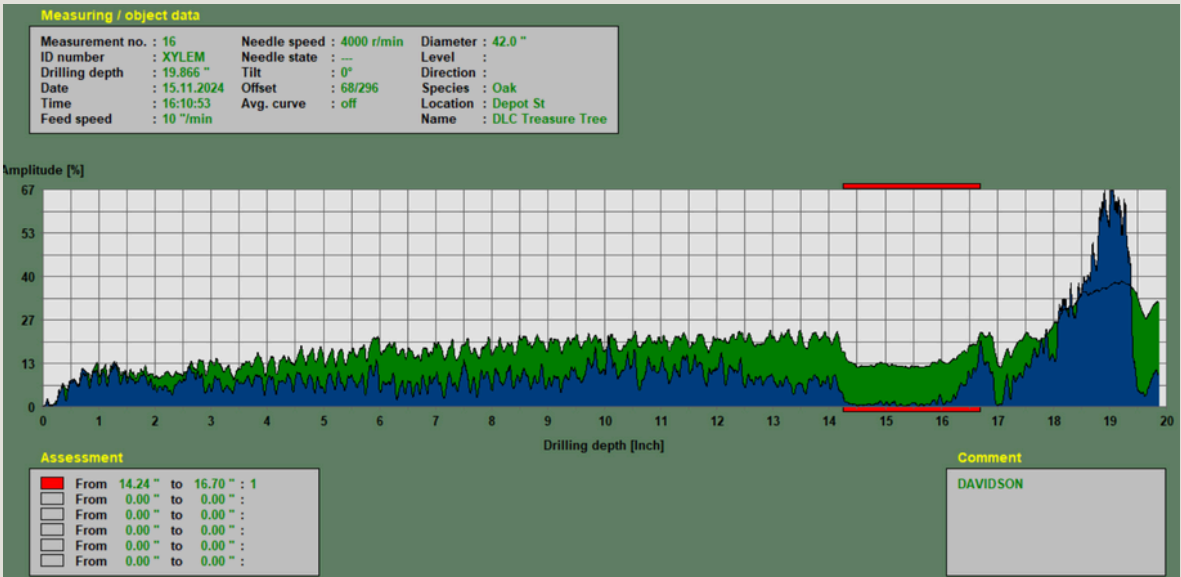 Measuring / object data
Measurement no. : 16 Needle speed : 4000 r/min Diameter : 42.0 "
ID number : XYLEM Needle state : --- Level :
Drilling depth : 19.866 " Tilt : 0° Direction :
Date : 15.11.2024 Offset : 68/296 Species : Oak
Time : 16:10:53 Avg. curve : off Location : Depot St
Feed speed : 10 "/min Name : DLC Treasure Tree
Amplitude [%]
67
53
40
27
13
0
0 1 2 3 4 5 6 7 8 9 10 11 12 13 14 15 16 17 18 19 20
Drilling depth [Inch]
Assessment
From 14.24 " to 16.70 " : 1
From 0.00 " to 0.00 " :
From 0.00 " to 0.00 " :
From 0.00 " to 0.00 " :
From 0.00 " to 0.00 " :
From 0.00 " to 0.00 " :
Comment
DAVIDSON